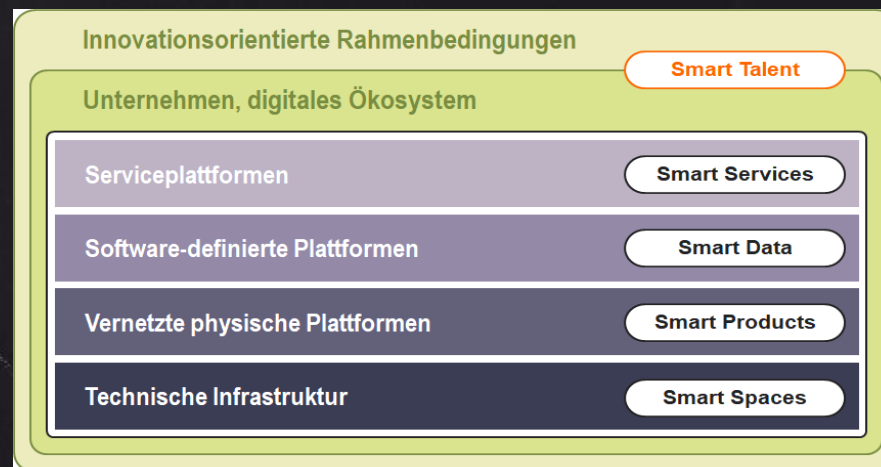 Innovationsorientierte Rahmenbedingungen
Smart Talent
Unternehmen, digitales Ökosystem
Serviceplattformen
Smart Services
Software-definierte Plattformen
Smart Data
Vernetzte physische Plattformen
Smart Products
Technische Infrastruktur
Smart Spaces